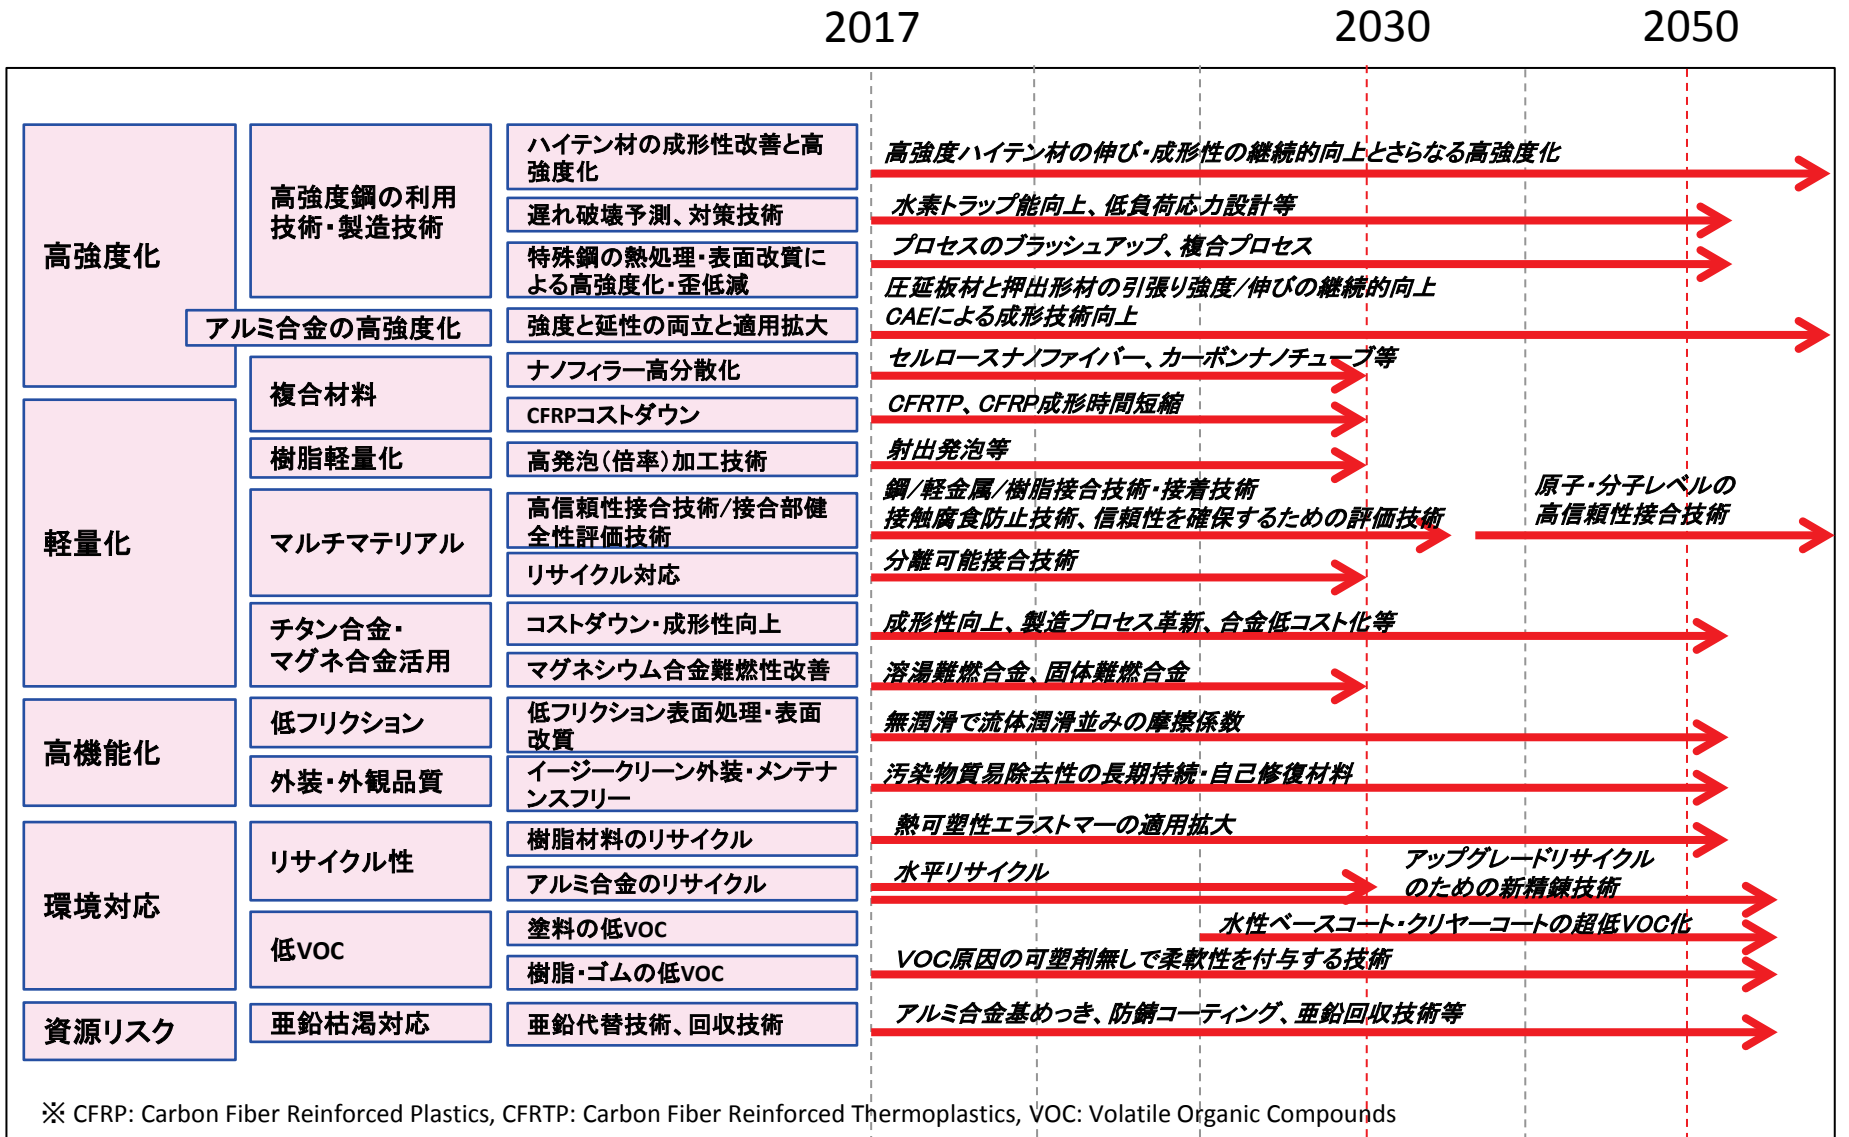 2017
2030
2050
高強度化
高強度鋼の利用
技術・製造技術
ハイテン材の成形性改善と高
強度化
高強度ハイテン材の伸び・成形性の継続的向上とさらなる高強度化
遅れ破壊予測、対策技術
水素トラップ能向上、低負荷応力設計等
特殊鋼の熱処理・表面改質に
よる高強度化・歪低減
プロセスのブラッシュアップ、複合プロセス
アルミ合金の高強度化
強度と延性の両立と適用拡大
圧延板材と押出形材の引張り強度/伸びの継続的向上
CAEによる成形技術向上
複合材料
ナノフィラー高分散化
セルロースナノファイバー、カーボンナノチューブ等
軽量化
CFRPコストダウン
CFRTP、CFRP成形時間短縮
樹脂軽量化
高発泡（倍率）加工技術
射出発泡等
マルチマテリアル
高信頼性接合技術/接合部健
全性評価技術
鋼/軽金属/樹脂接合技術・接着技術
接触腐食防止技術、信頼性を確保するための評価技術
原子・分子レベルの
高信頼性接合技術
リサイクル対応
分離可能接合技術
チタン合金・
マグネ合金活用
コストダウン・成形性向上
成形性向上、製造プロセス革新、合金低コスト化等
マグネシウム合金難燃性改善
溶湯難燃合金、固体難燃合金
高機能化
低フリクション
低フリクション表面処理・表面
改質
無潤滑で流体潤滑並みの摩擦係数
外装・外観品質
イージークリーン外装・メンテナ
ンスフリー
汚染物質易除去性の長期持続・自己修復材料
環境対応
リサイクル性
樹脂材料のリサイクル
熱可塑性エラストマーの適用拡大
アルミ合金のリサイクル
水平リサイクル
アップグレードリサイクル
のための新精錬技術
低VOC
塗料の低VOC
水性ベースコート・クリヤーコートの超低VOC化
樹脂・ゴムの低VOC
VOC原因の可塑剤無しで柔軟性を付与する技術
資源リスク
亜鉛枯渇対応
亜鉛代替技術、回収技術
アルミ合金基めっき、防錆コーティング、亜鉛回収技術等
※ CFRP: Carbon Fiber Reinforced Plastics, CFRTP: Carbon Fiber Reinforced Thermoplastics, VOC: Volatile Organic Compounds